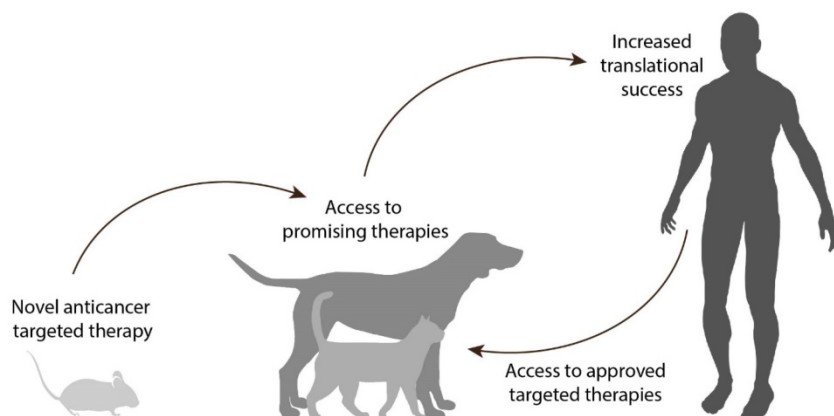 Increased
translational
success
Access to
promising therapies
Novel anticancer
targeted therapy
Access to approved
targeted therapies